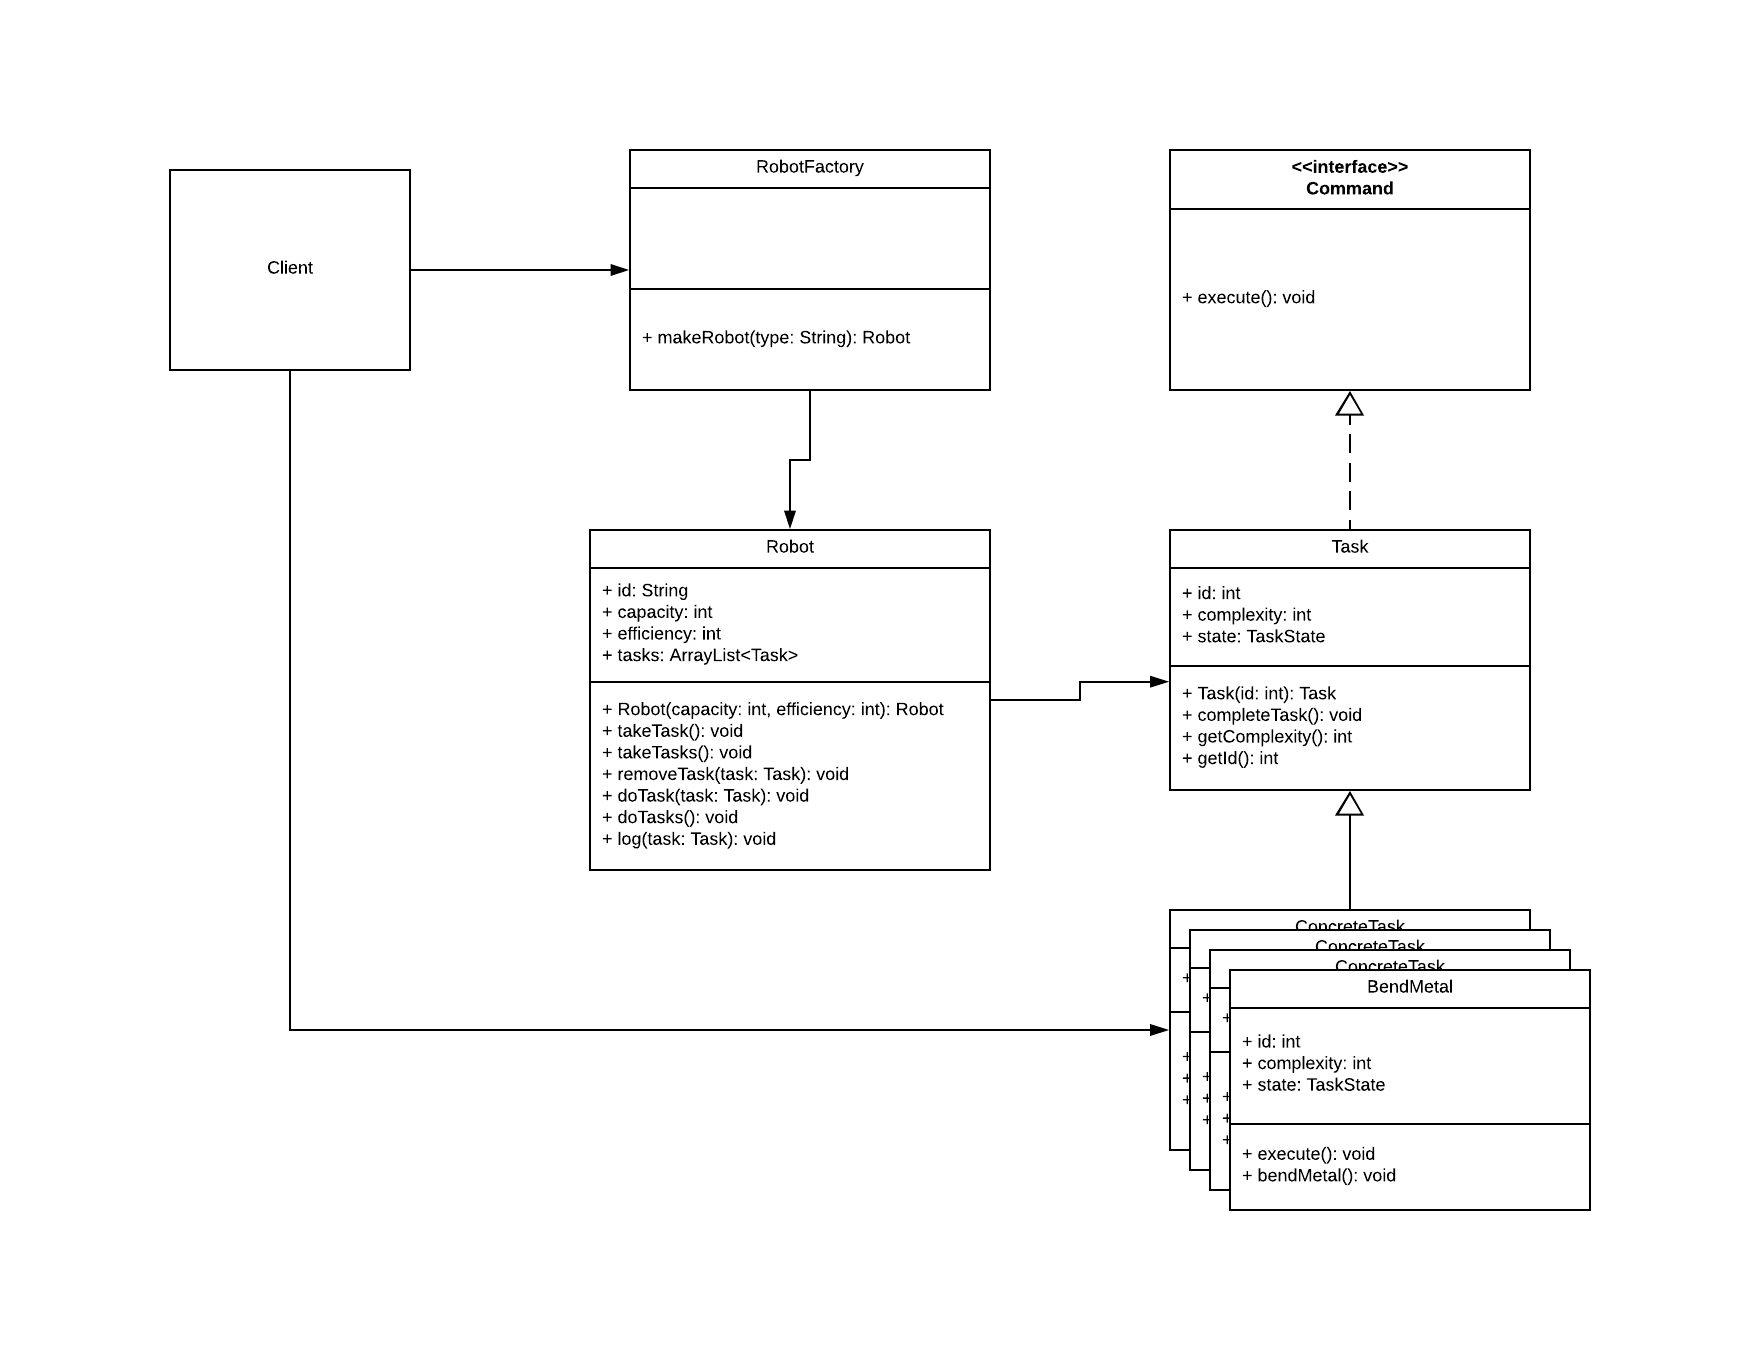 Client
RobotFactory
+ makeRobot(type: String): Robot
<<interface>>
Command
+ execute(): void
Robot
+ id: String
+ capacity: int
+ efficiency: int
+ tasks: ArrayList<Task>
+ Robot(capacity: int, efficiency: int): Robot
+ takeTask(): void
+ takeTasks(): void
+ removeTask(task: Task): void
+ doTask(task: Task): void
+ doTasks(): void
+ log(task: Task): void
Task
+ id: int
+ complexity: int
+ state: TaskState
+ Task(id: int): Task
+ completeTask(): void
+ getComplexity(): int
+ getId(): int
ConcreteTask
ConcreteTask
ConcreteTask
BendMetal
+ id: int
+ complexity: int
+ state: TaskState
+ execute(): void
+ bendMetal(): void